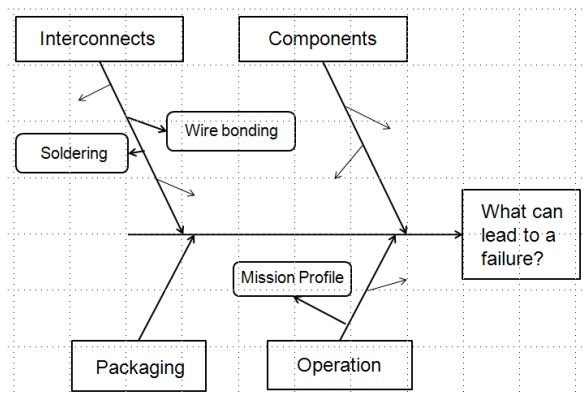 Interconnects
Components
Wire bonding
Soldering
What can
lead to a
failure?
Mission Profile
Packaging
Operation